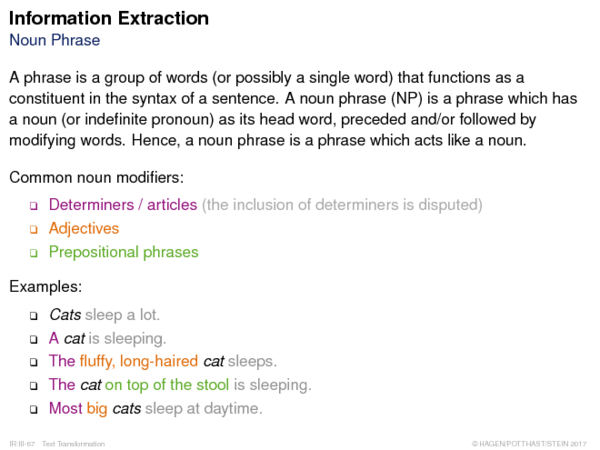 Information Extraction
Noun Phrase
A phrase is a group of words (or possibly a single word) that functions as a
constituent in the syntax of a sentence. A noun phrase (NP) is a phrase which has
a noun (or indefinite pronoun) as its head word, preceded and/or followed by
modifying words. Hence, a noun phrase is a phrase which acts like a noun.
Common noun modifiers:
❑ Determiners / articles (the inclusion of determiners is disputed)
❑ Adjectives
❑ Prepositional phrases
Examples:
❑ Cats sleep a lot.
❑ A cat is sleeping.
❑ The fluffy, long-haired cat sleeps.
❑ The cat on top of the stool is sleeping.
❑ Most big cats sleep at daytime.
IR:III-67 Text Transformation © HAGEN/POTTHAST/STEIN 2017